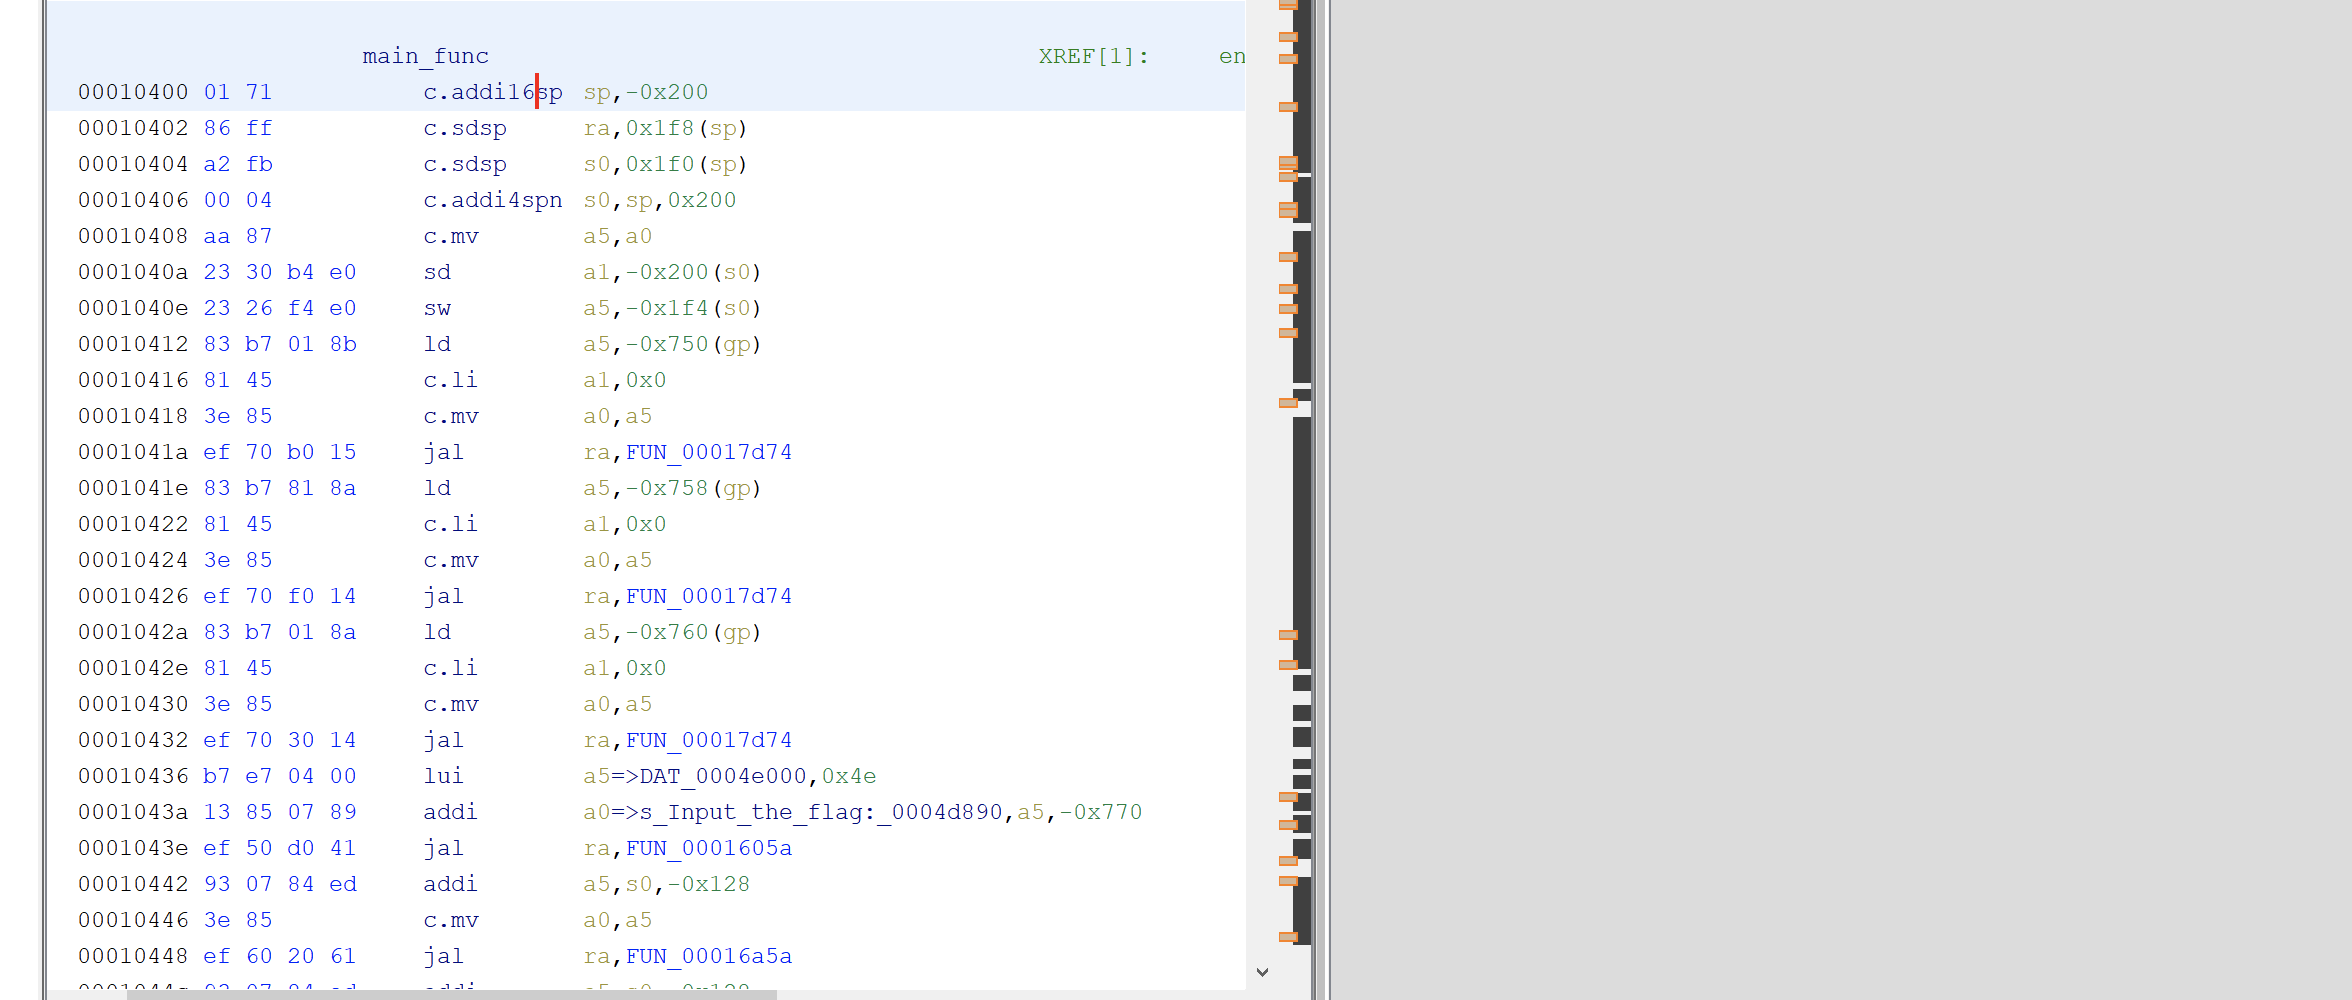 main_func XREF[1]: en
00010400 01 71 c.addi16sp sp,-0x200
00010402 86 ff c.sdsp ra,0x1f8(sp)
00010404 a2 fb c.sdsp s0,0x1f0(sp)
00010406 00 04 c.addi4spn s0,sp,0x200
00010408 aa 87 c.mv a5,a0
0001040a 23 30 b4 e0 sd a1,-0x200(s0)
0001040e 23 26 f4 e0 sw a5,-0x1f4(s0)
00010412 83 b7 01 8b ld a5,-0x750(gp)
00010416 81 45 c.li a1,0x0
00010418 3e 85 c.mv a0,a5
0001041a ef 70 b0 15 jal ra,FUN_00017d74
0001041e 83 b7 81 8a ld a5,-0x758(gp)
00010422 81 45 c.li a1,0x0
00010424 3e 85 c.mv a0,a5
00010426 ef 70 f0 14 jal ra,FUN_00017d74
0001042a 83 b7 01 8a ld a5,-0x760(gp)
0001042e 81 45 c.li a1,0x0
00010430 3e 85 c.mv a0,a5
00010432 ef 70 30 14 jal ra,FUN_00017d74
00010436 b7 e7 04 00 lui a5=>DAT_0004e000,0x4e
0001043a 13 85 07 89 addi a0=>s_Input_the_flag:_0004d890,a5,-0x770
0001043e ef 50 d0 41 jal ra,FUN_0001605a
00010442 93 07 84 ed addi a5,s0,-0x128
00010446 3e 85 c.mv a0,a5
00010448 ef 60 20 61 jal ra,FUN_00016a5a